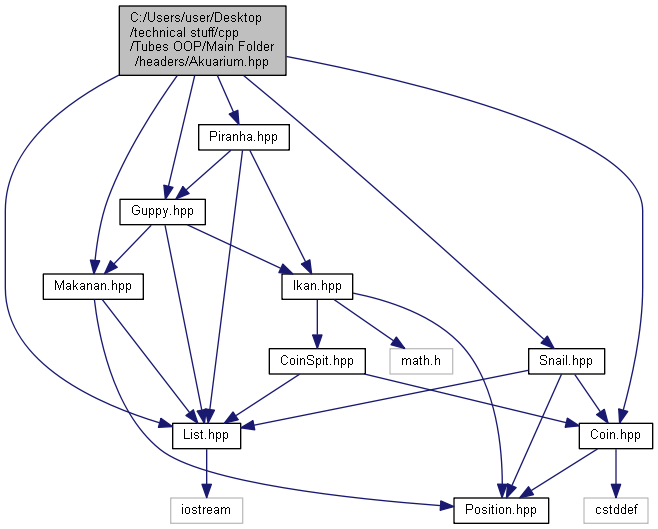 C:/Users/user/Desktop
/technical stuff/cpp
/Tubes OOP/Main Folder
/headers/Akuarium.hpp
Piranha.hpp
Guppy.hpp
Makanan.hpp
Ikan.hpp
CoinSpit.hpp
math.h
Snail.hpp
List.hpp
Coin.hpp
iostream
Position.hpp
cstddef